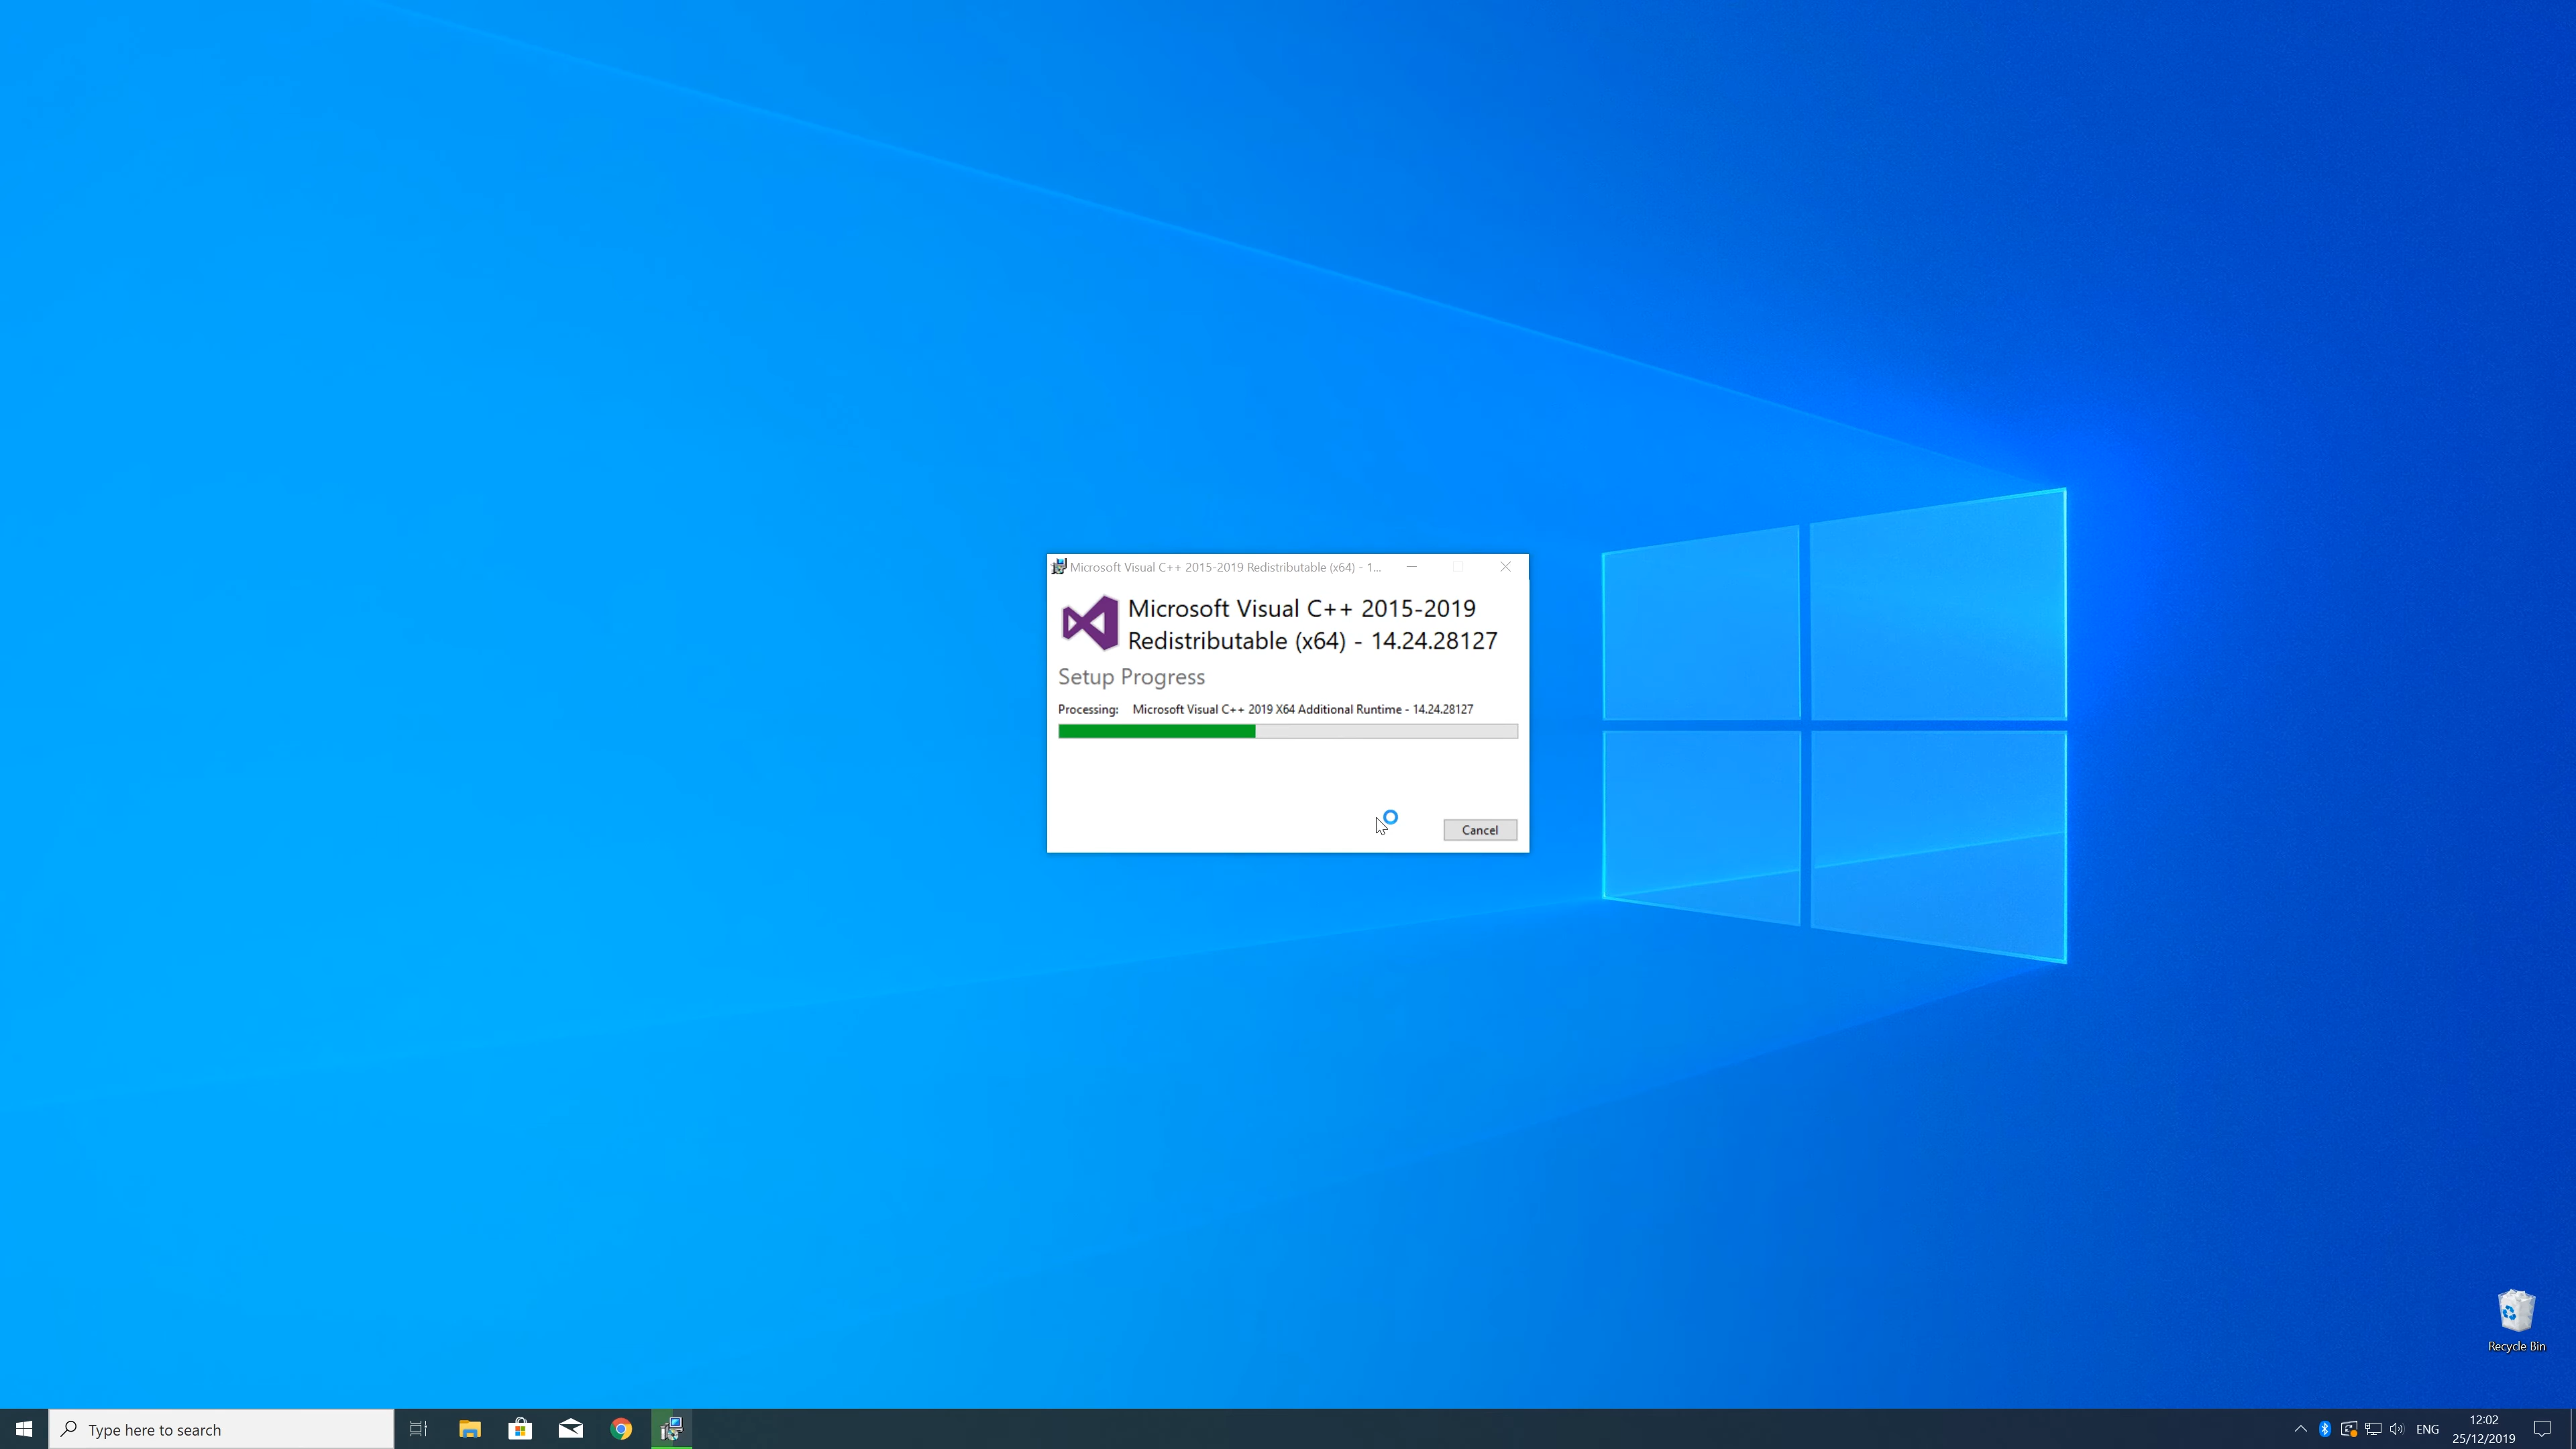 Microsoft Visual C++ 2015-2019 Redistributable (x64) - 1...
Microsoft Visual C++ 2015-2019
Redistributable (x64) - 14.24.28127
Setup Progress
Processing: Microsoft Visual C++ 2019 X64 Additional Runtime - 14.24.28127
Cancel
Recycle Bin
Type here to search
ENG
12:02
25/12/2019